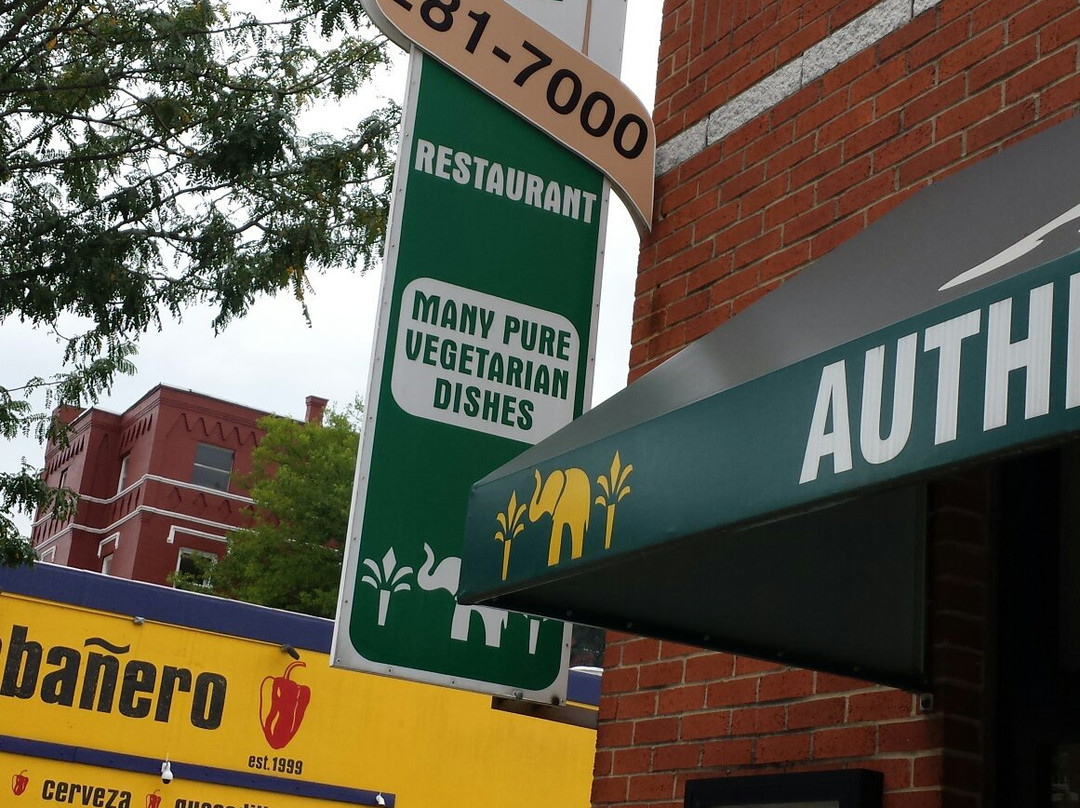 281-7000
RESTAURANT
MANY PURE
VEGETARIAN
DISHES
AUTH
bañero
est.1999
cerveza